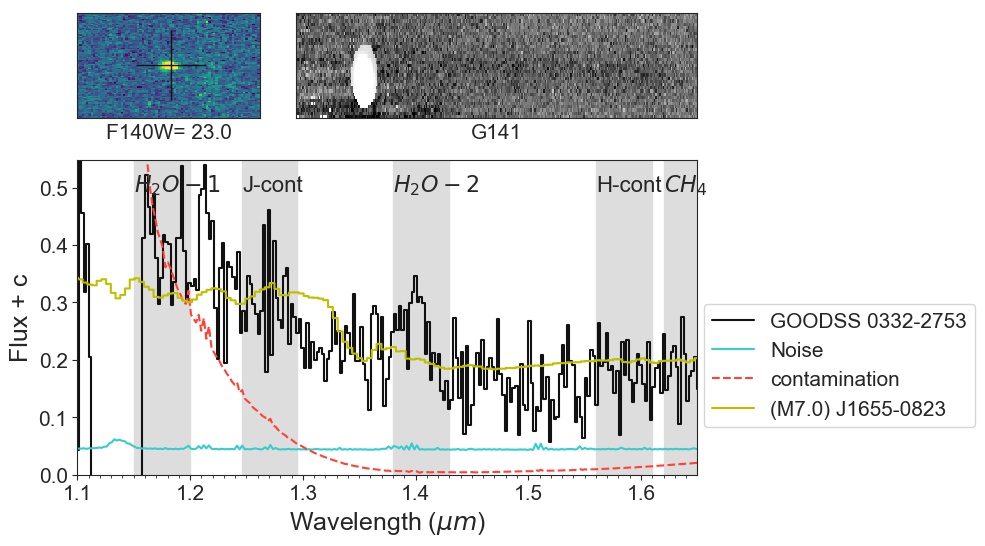 F140W= 23.0
G141
H₂O − 1
J-cont
H₂O − 2
H-cont
CH₄
0.5
0.4
0.3
0.2
0.1
0.0
Flux + c
1.1
1.2
1.3
1.4
1.5
1.6
Wavelength (μm)
GOODSS 0332-2753
Noise
contamination
(M7.0) J1655-0823